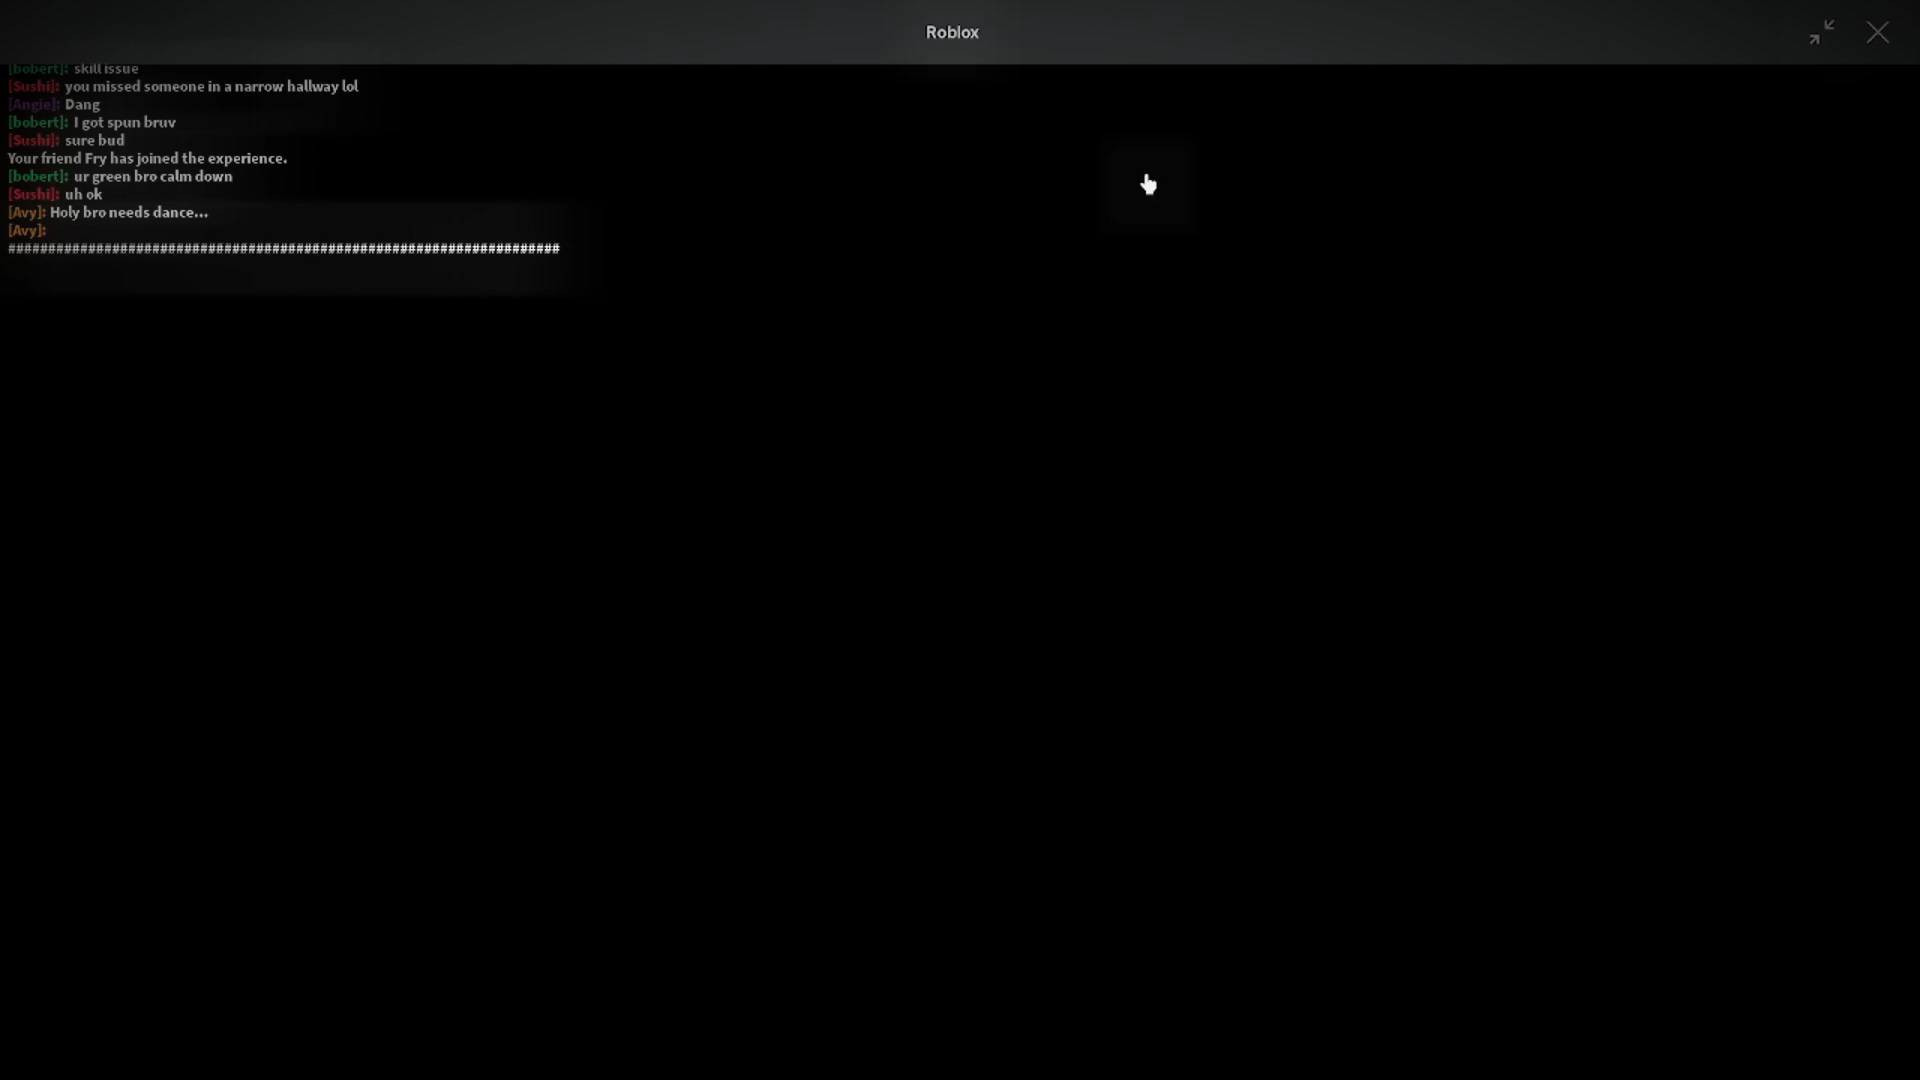 Roblox
[bobert]: skill issue
[Sushi]: you missed someone in a narrow hallway lol
[Angie]: Dang
[bobert]: I got spun bruv
[Sushi]: sure bud
Your friend Fry has joined the experience.
[bobert]: ur green bro calm down
[Sushi]: uh ok
[Avy]: Holy bro needs dance...
[Avy]:
#####################################################################